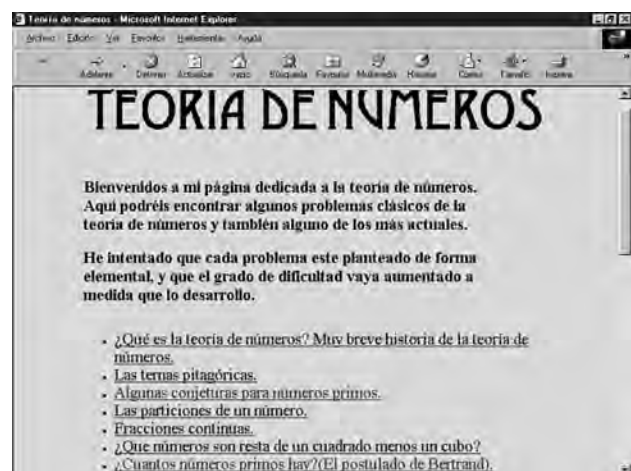 Teoría de números - Microsoft Internet Explorer
Archivo Edición Ver Favoritos Herramientas Ayuda
Adelante Detener Actualizar Inicio Búsqueda Favoritos Multimedia Historial Correo Tamaño Imprimir
TEORIA DE NUMEROS
Bienvenidos a mi página dedicada a la teoría de números.
Aquí podréis encontrar algunos problemas clásicos de la
teoría de números y también alguno de los más actuales.
He intentado que cada problema este planteado de forma
elemental, y que el grado de dificultad vaya aumentado a
medida que lo desarrollo.
• ¿Qué es la teoría de números? Muy breve historia de la teoría de
números.
• Las ternas pitagóricas.
• Algunas conjeturas para números primos.
• Las particiones de un número.
• Fracciones continuas.
• ¿Que números son resta de un cuadrado menos un cubo?
• ¿Cuantos números primos hay?(El postulado de Bertrand).